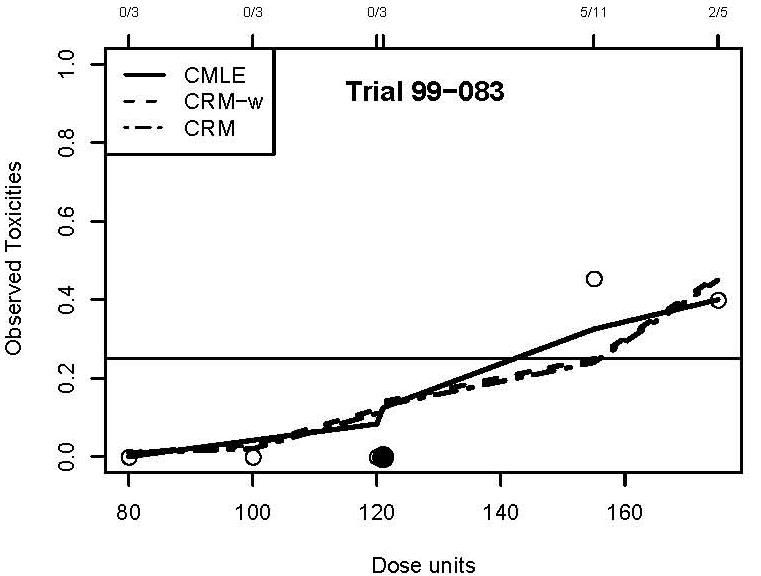 0/3 0/3 0/3 5/11 2/5
CMLE
CRM−w
CRM
Trial 99−083
1.0
0.8
0.6
0.4
0.2
0.0
Observed Toxicities
80 100 120 140 160
Dose units